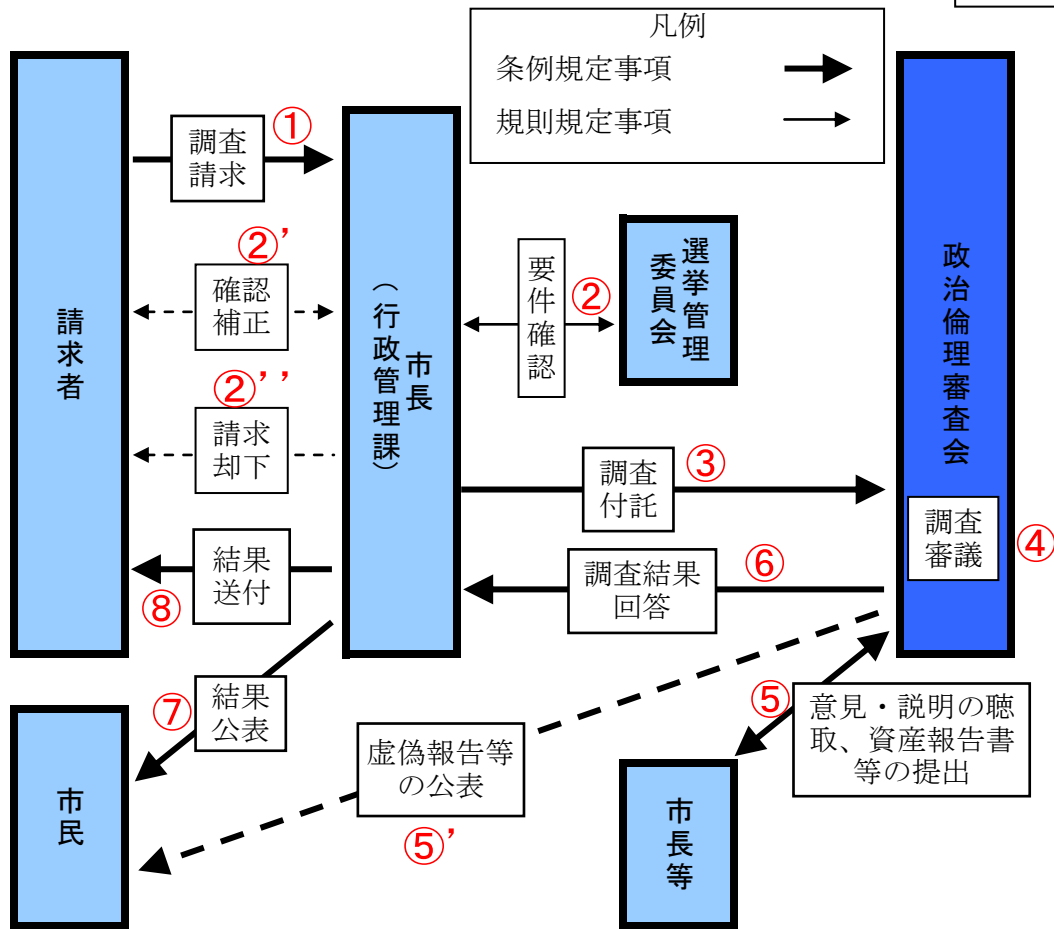 凡例
条例規定事項
規則規定事項
請求者
①
調査
請求
②’
確認
補正
②’’
請求
却下
市長
（行政管理課）
要件確認
②
選挙管理
委員会
政治倫理審査会
調査
付託
③
調査
審議
④
調査結果
回答
⑥
結果
送付
⑧
⑦
結果
公表
市民
虚偽報告等
の公表
⑤’
⑤
意見・説明の聴
取、資産報告書
等の提出
市長等